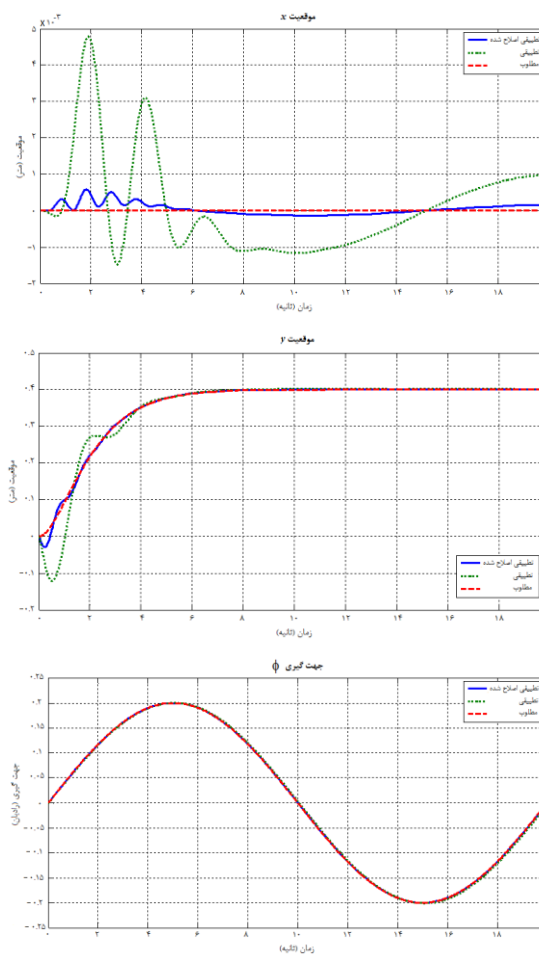 موقعیت x
×۱۰⁻³
۵
۴
۳
۲
۱
۰
-۱
-۲
موقعیت (متر)
تطبیقی اصلاح شده
تطبیقی
مطلوب
۰ ۲ ۴ ۶ ۸ ۱۰ ۱۲ ۱۴ ۱۶ ۱۸
زمان (ثانیه)
موقعیت y
۰.۵
۰.۴
۰.۳
۰.۲
۰.۱
۰
-۰.۱
-۰.۲
موقعیت (متر)
تطبیقی اصلاح شده
تطبیقی
مطلوب
۰ ۲ ۴ ۶ ۸ ۱۰ ۱۲ ۱۴ ۱۶ ۱۸
زمان (ثانیه)
جهت گیری ϕ
۰.۲۵
۰.۲
۰.۱۵
۰.۱
۰.۰۵
۰
-۰.۰۵
-۰.۱
-۰.۱۵
-۰.۲
-۰.۲۵
جهت گیری (رادیان)
تطبیقی اصلاح شده
تطبیقی
مطلوب
۰ ۲ ۴ ۶ ۸ ۱۰ ۱۲ ۱۴ ۱۶ ۱۸
زمان (ثانیه)